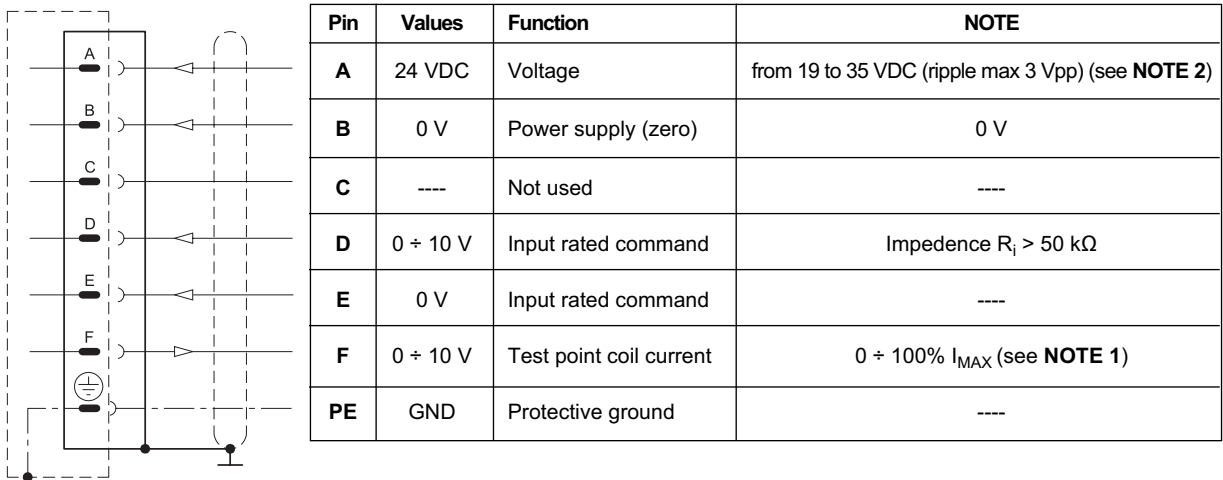 A
B
C
D
E
F
Pin Values Function NOTE
A 24 VDC Voltage from 19 to 35 VDC (ripple max 3 Vpp) (see NOTE 2)
B 0 V Power supply (zero) 0 V
C ---- Not used ----
D 0 ÷ 10 V Input rated command Impedence Ri > 50 kΩ
E 0 V Input rated command ----
F 0 ÷ 10 V Test point coil current 0 ÷ 100% IMAX (see NOTE 1)
PE GND Protective ground ----